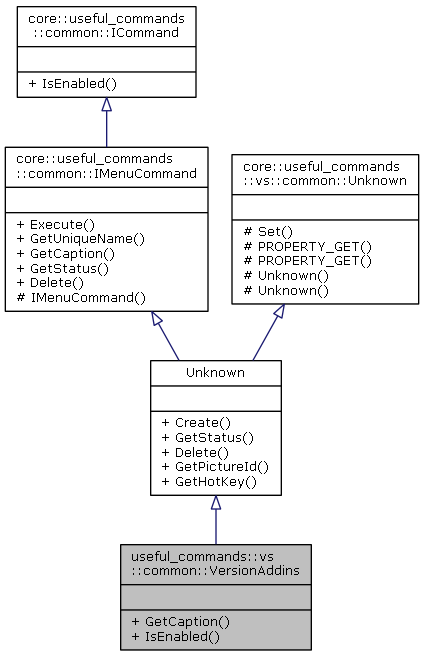 core::useful_commands
::common::ICommand
+ IsEnabled()
core::useful_commands
::common::IMenuCommand
+ Execute()
+ GetUniqueName()
+ GetCaption()
+ GetStatus()
+ Delete()
# IMenuCommand()
core::useful_commands
::vs::common::Unknown
# Set()
# PROPERTY_GET()
# PROPERTY_GET()
# Unknown()
# Unknown()
Unknown
+ Create()
+ GetStatus()
+ Delete()
+ GetPictureId()
+ GetHotKey()
useful_commands::vs
::common::VersionAddins
+ GetCaption()
+ IsEnabled()